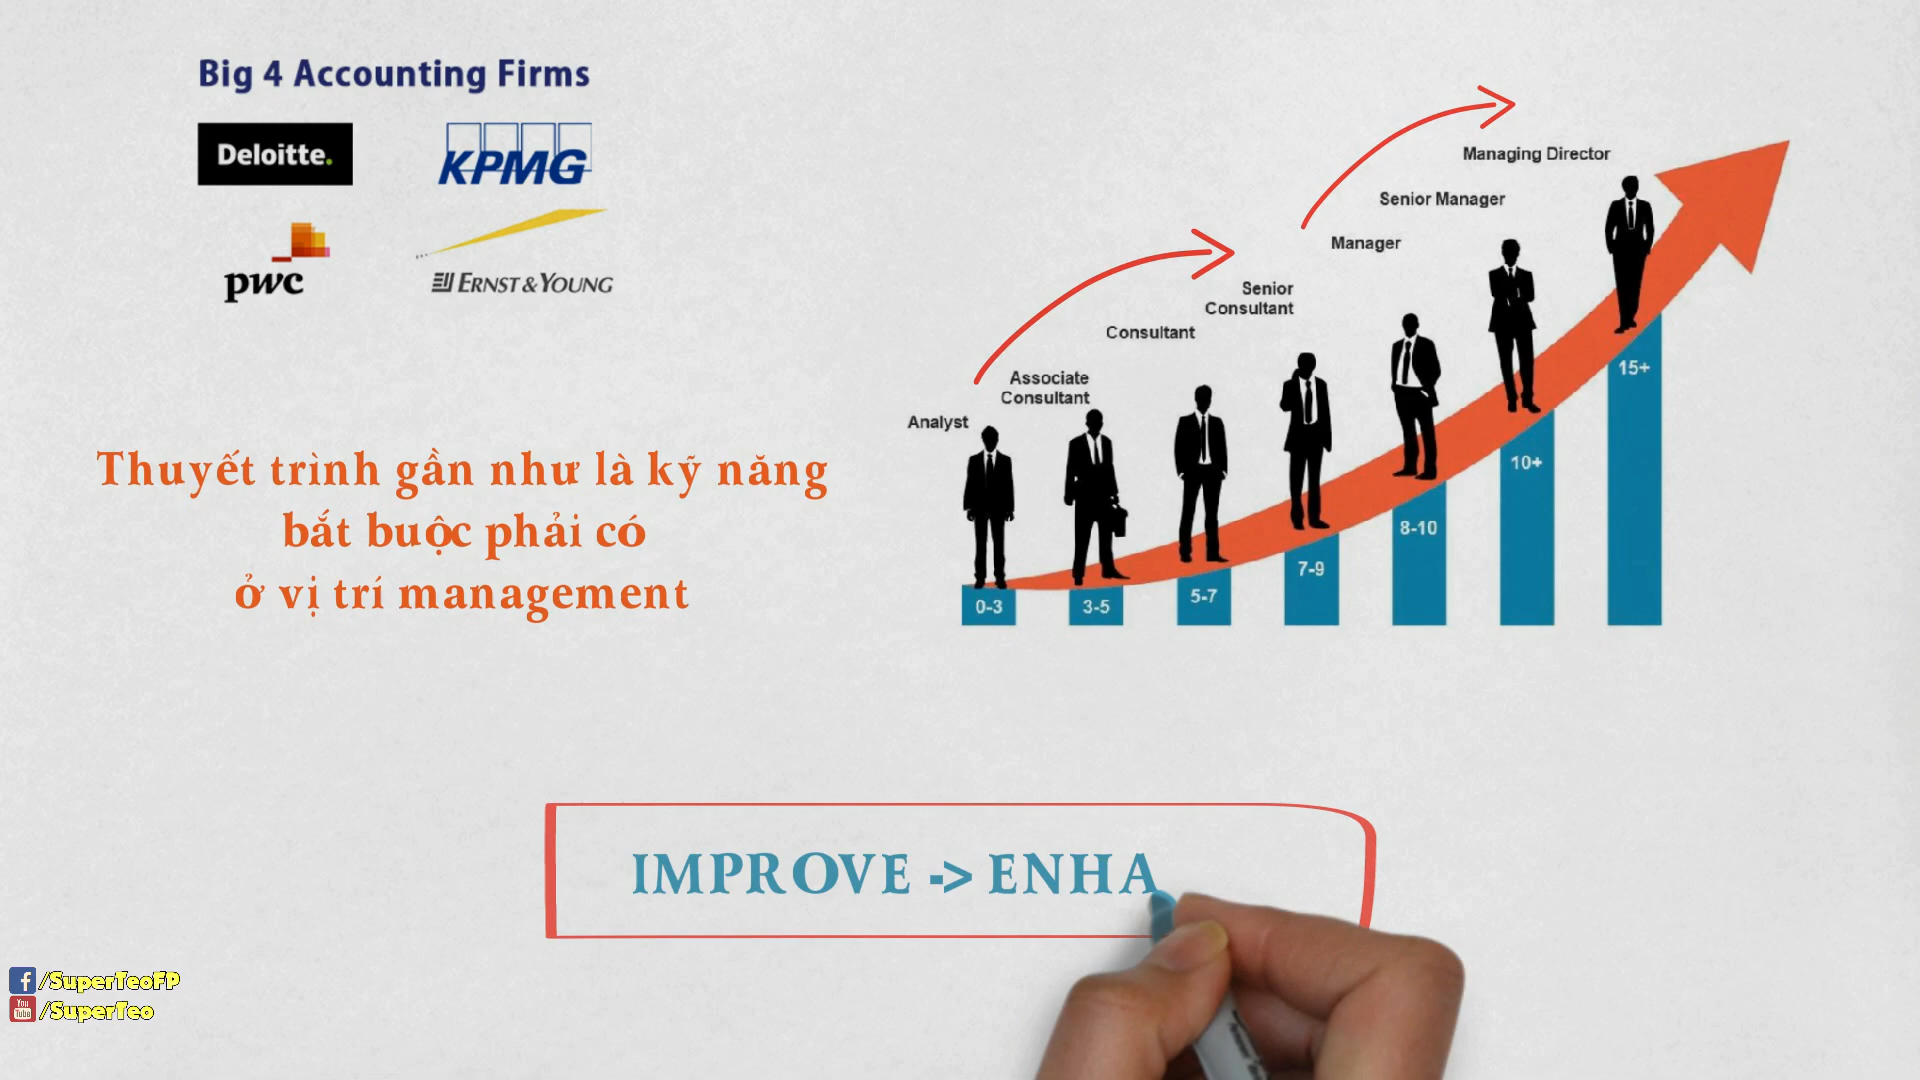 Big 4 Accounting Firms
Deloitte.
KPMG
pwc
ERNST & YOUNG
Managing Director
Senior Manager
Manager
Senior
Consultant
Consultant
Associate
Consultant
Analyst
Thuyết trình gần như là kỹ năng
bắt buộc phải có
ở vị trí management
0-3
3-5
5-7
7-9
8-10
10+
15+
IMPROVE -> ENHA
f /SuperTeoFP
You Tube /SuperTeo